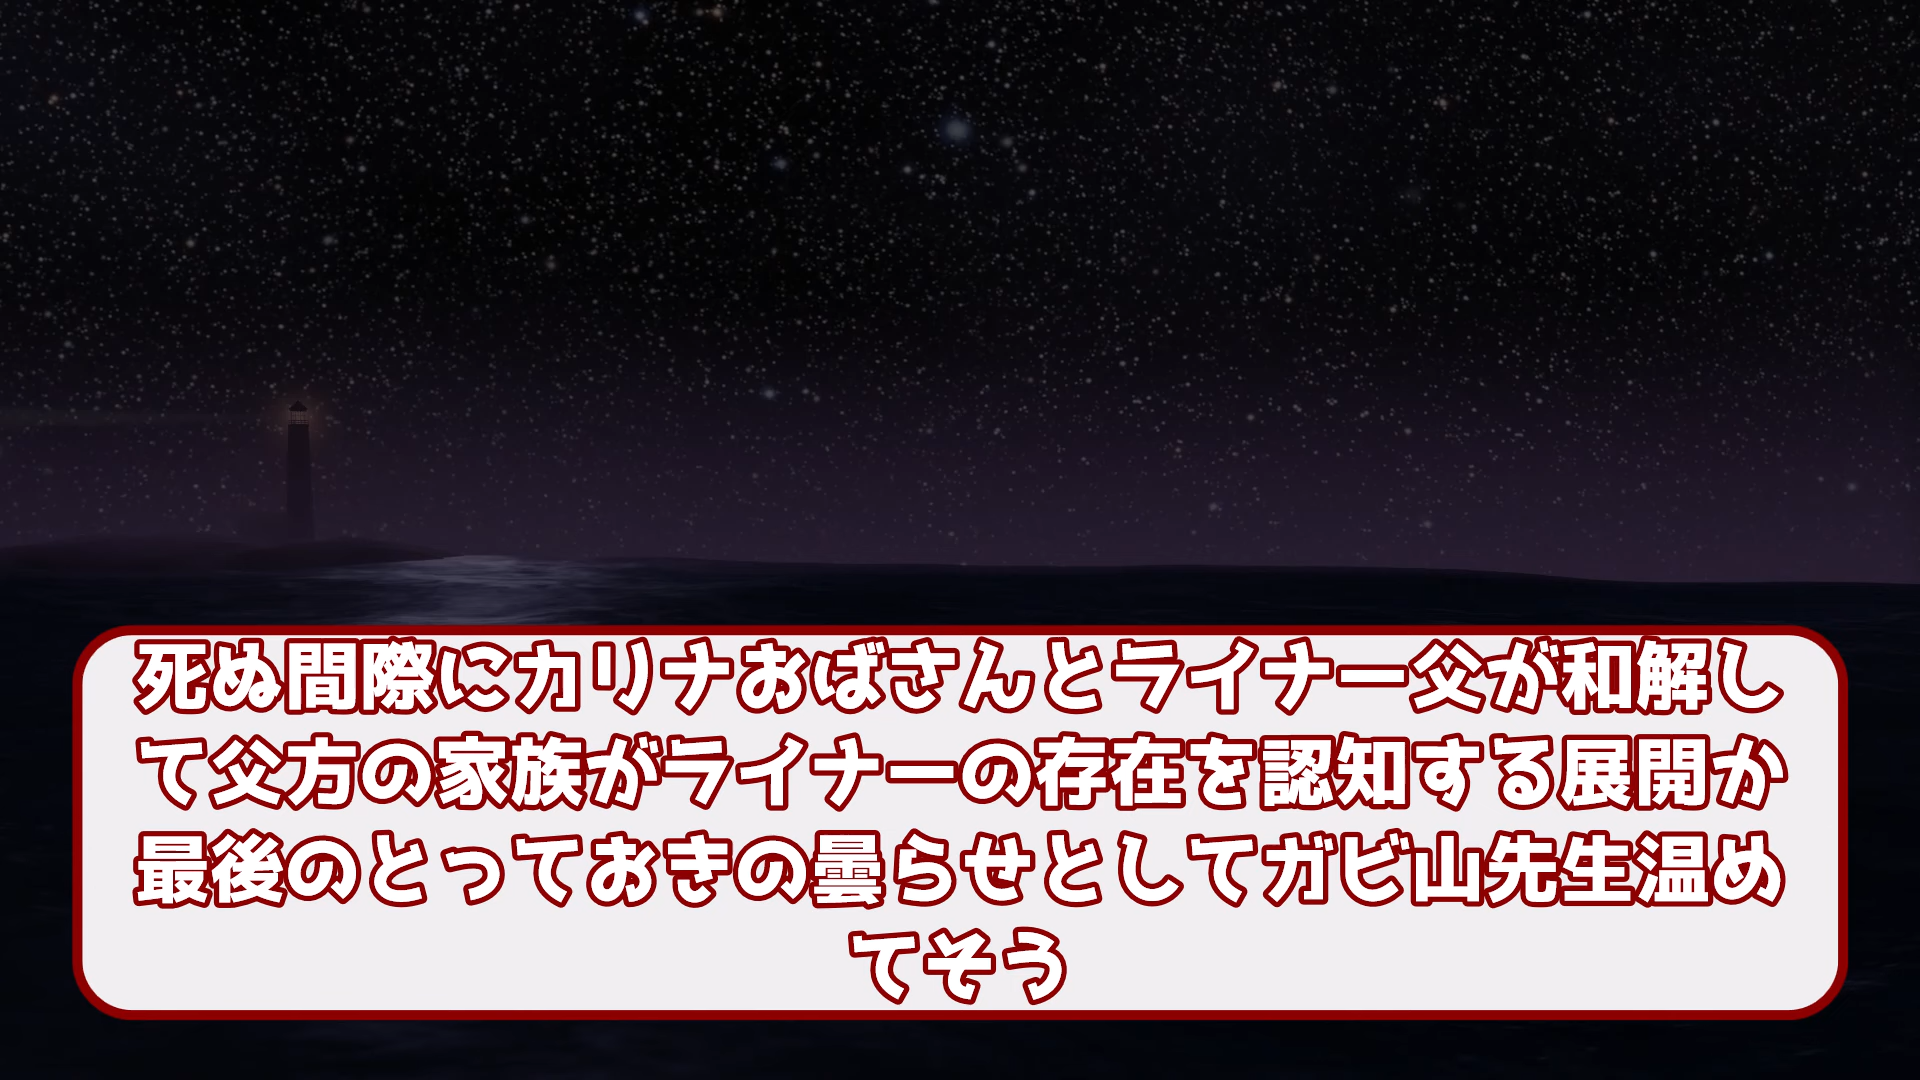 死ぬ間際にカリナおばさんとライナー父が和解し
て父方の家族がライナーの存在を認知する展開か
最後のとっておきの曇らせとしてガビ山先生温め
てそう